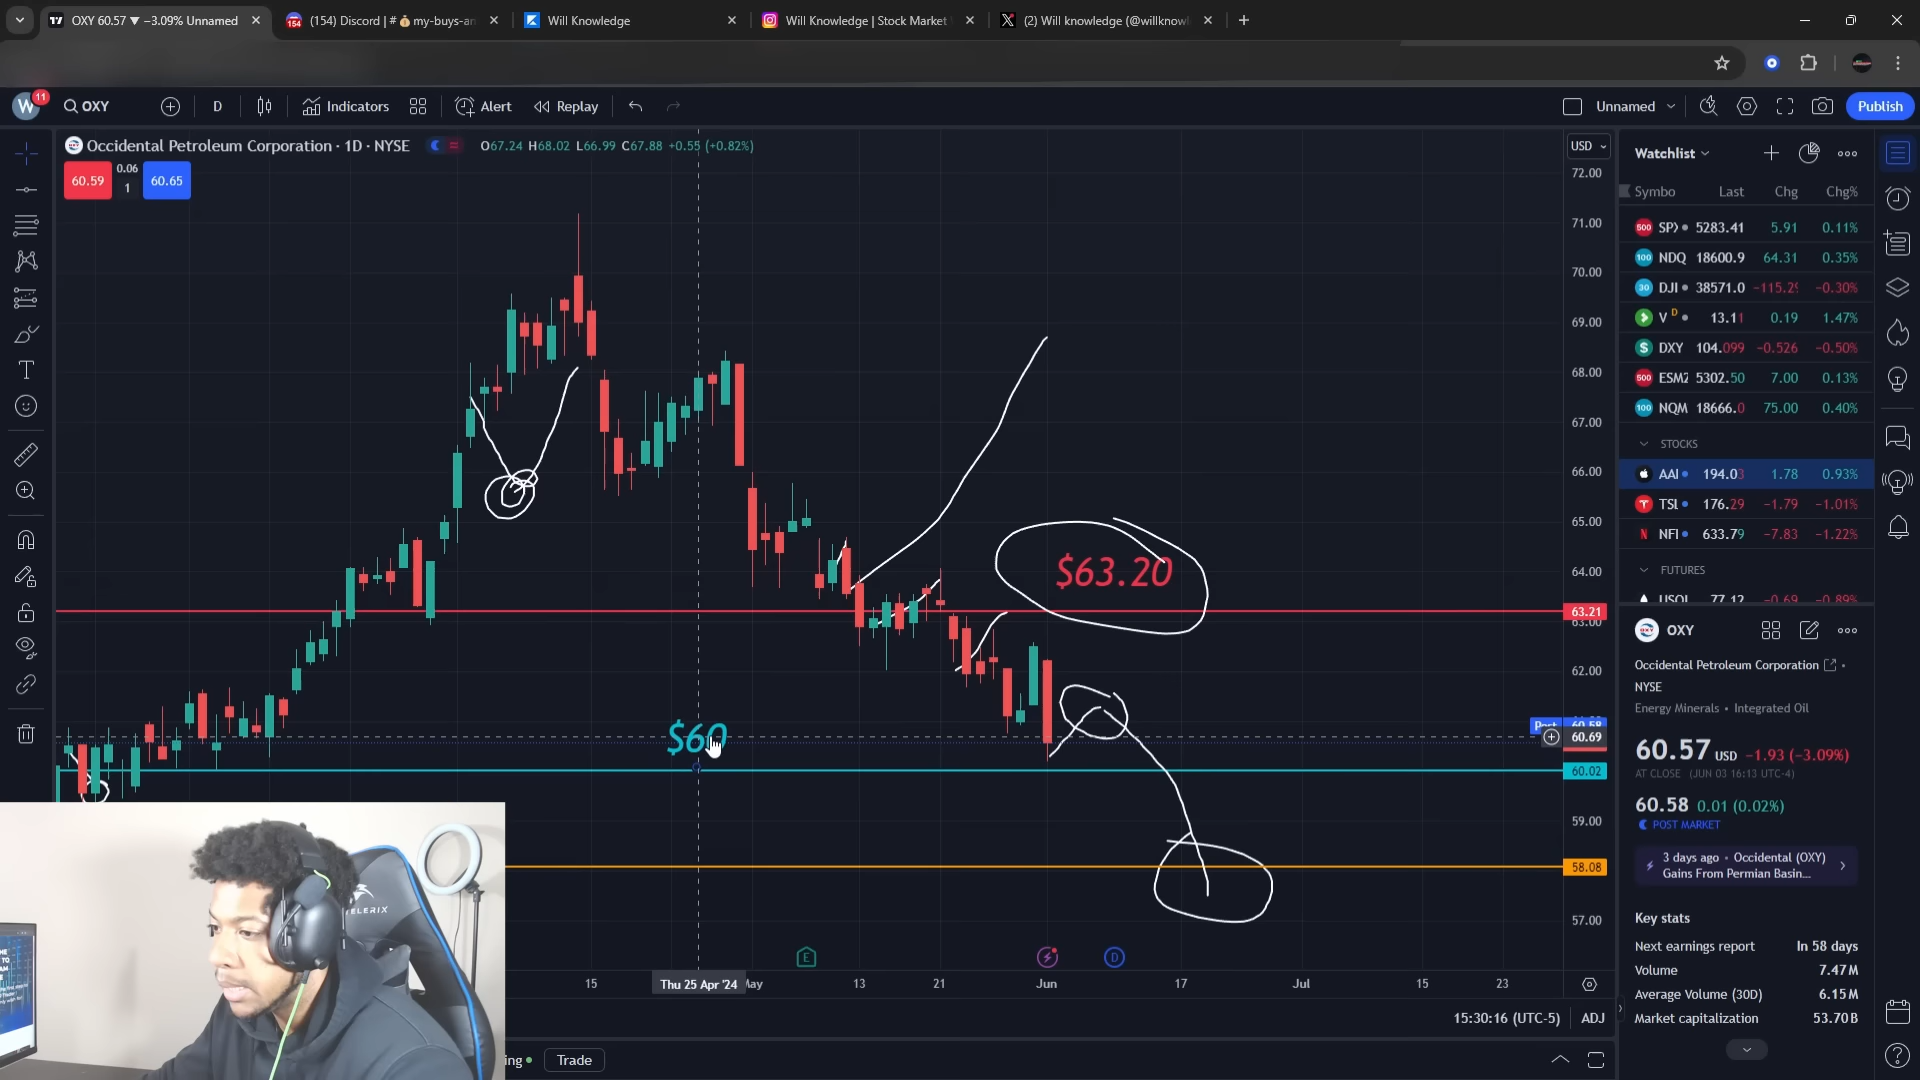 OXY 60.57 ▼ −3.09% Unnamed
(154) Discord | # 💰my-buys-an
Will Knowledge
Will Knowledge | Stock Market
(2) Will knowledge (@willknowl
W 11
OXY
D
Indicators
Alert
Replay
Unnamed
Publish
Occidental Petroleum Corporation · 1D · NYSE
O67.24 H68.02 L66.99 C67.88 +0.55 (+0.82%)
60.59
0.06
1
60.65
USD
72.00
71.00
70.00
69.00
68.00
67.00
66.00
65.00
64.00
63.21
63.00
62.00
60.58
60.69
60.02
59.00
58.08
57.00
$63.20
$60
E
D
15
Thu 25 Apr '24
May
13
21
Jun
17
Jul
15
23
15:30:16 (UTC-5)
ADJ
Trade
Watchlist
Symbo Last Chg Chg%
SP 5283.41 5.91 0.11%
NDQ 18600.9 64.31 0.35%
DJI 38571.0 −115.29 −0.30%
V D 13.11 0.19 1.47%
DXY 104.099 −0.526 −0.50%
ESM2 5302.50 7.00 0.13%
NQM 18666.0 75.00 0.40%
STOCKS
AAI 194.03 1.78 0.93%
TSL 176.29 −1.79 −1.01%
NFI 633.79 −7.83 −1.22%
FUTURES
USOI 77.12 −0.69 −0.89%
OXY
Occidental Petroleum Corporation
NYSE
Energy Minerals • Integrated Oil
60.57 USD −1.93 (−3.09%)
AT CLOSE (JUN 03 16:13 UTC-4)
60.58 0.01 (0.02%)
POST MARKET
3 days ago • Occidental (OXY)
Gains From Permian Basin...
Key stats
Next earnings report In 58 days
Volume 7.47M
Average Volume (30D) 6.15M
Market capitalization 53.70B